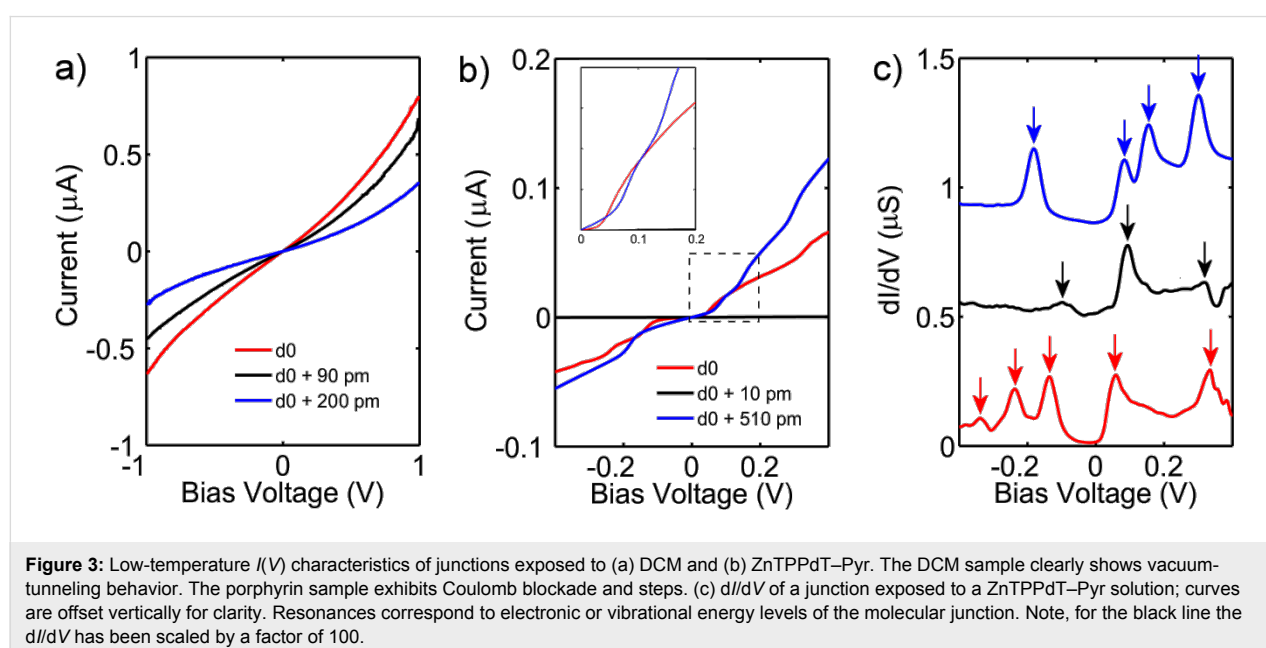 a)
1
0.5
0
-0.5
-1
-1
0
1
Current (μA)
Bias Voltage (V)
d0
d0 + 90 pm
d0 + 200 pm
b)
0.2
0.1
0
0.1
-0.2
0
0.2
Current (μA)
Bias Voltage (V)
0
0.1
0.2
d0
d0 + 10 pm
d0 + 510 pm
c)
1.5
1
0.5
0
-0.2
0
0.2
dI/dV (μS)
Bias Voltage (V)
Figure 3: Low-temperature I(V) characteristics of junctions exposed to (a) DCM and (b) ZnTPPdT–Pyr. The DCM sample clearly shows vacuum-
tunneling behavior. The porphyrin sample exhibits Coulomb blockade and steps. (c) dI/dV of a junction exposed to a ZnTPPdT–Pyr solution; curves
are offset vertically for clarity. Resonances correspond to electronic or vibrational energy levels of the molecular junction. Note, for the black line the
dI/dV has been scaled by a factor of 100.